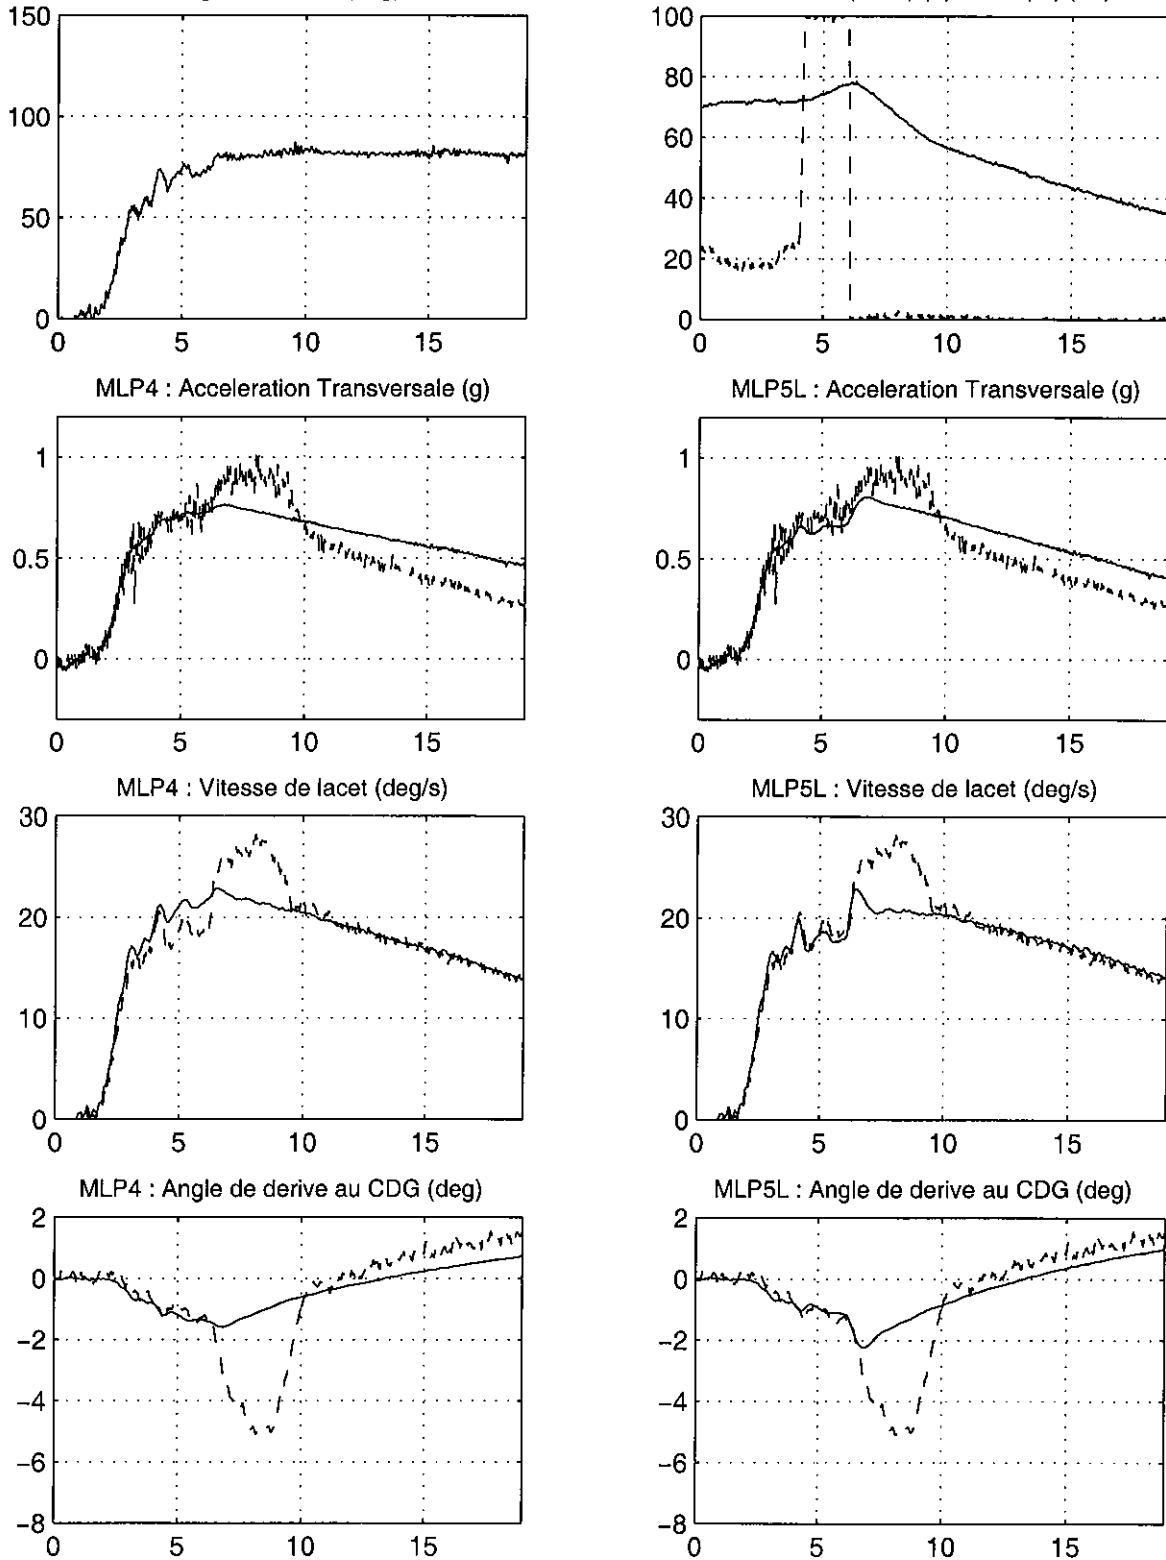 150
100
50
0
0 5 10 15
100
80
60
40
20
0
0 5 10 15
MLP4 : Acceleration Transversale (g)
1
0.5
0
0 5 10 15
MLP5L : Acceleration Transversale (g)
1
0.5
0
0 5 10 15
MLP4 : Vitesse de lacet (deg/s)
30
20
10
0
0 5 10 15
MLP5L : Vitesse de lacet (deg/s)
30
20
10
0
0 5 10 15
MLP4 : Angle de derive au CDG (deg)
2
0
−2
−4
−6
−8
0 5 10 15
MLP5L : Angle de derive au CDG (deg)
2
0
−2
−4
−6
−8
0 5 10 15